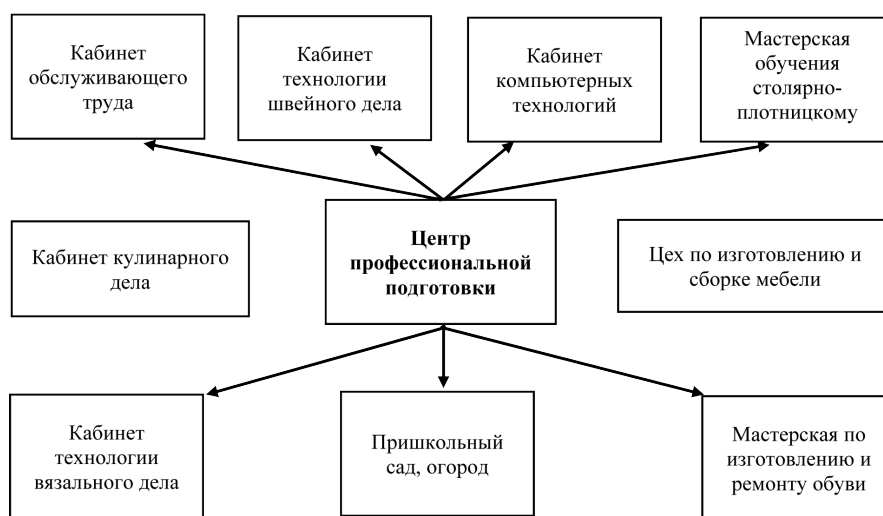 Кабинет
обслуживающего
труда
Кабинет
технологии
швейного дела
Кабинет
компьютерных
технологий
Мастерская
обучения
столярно-
плотницкому
Кабинет кулинарного
дела
Центр
профессиональной
подготовки
Цех по изготовлению и
сборке мебели
Кабинет
технологии
вязального дела
Пришкольный
сад, огород
Мастерская по
изготовлению и
ремонту обуви